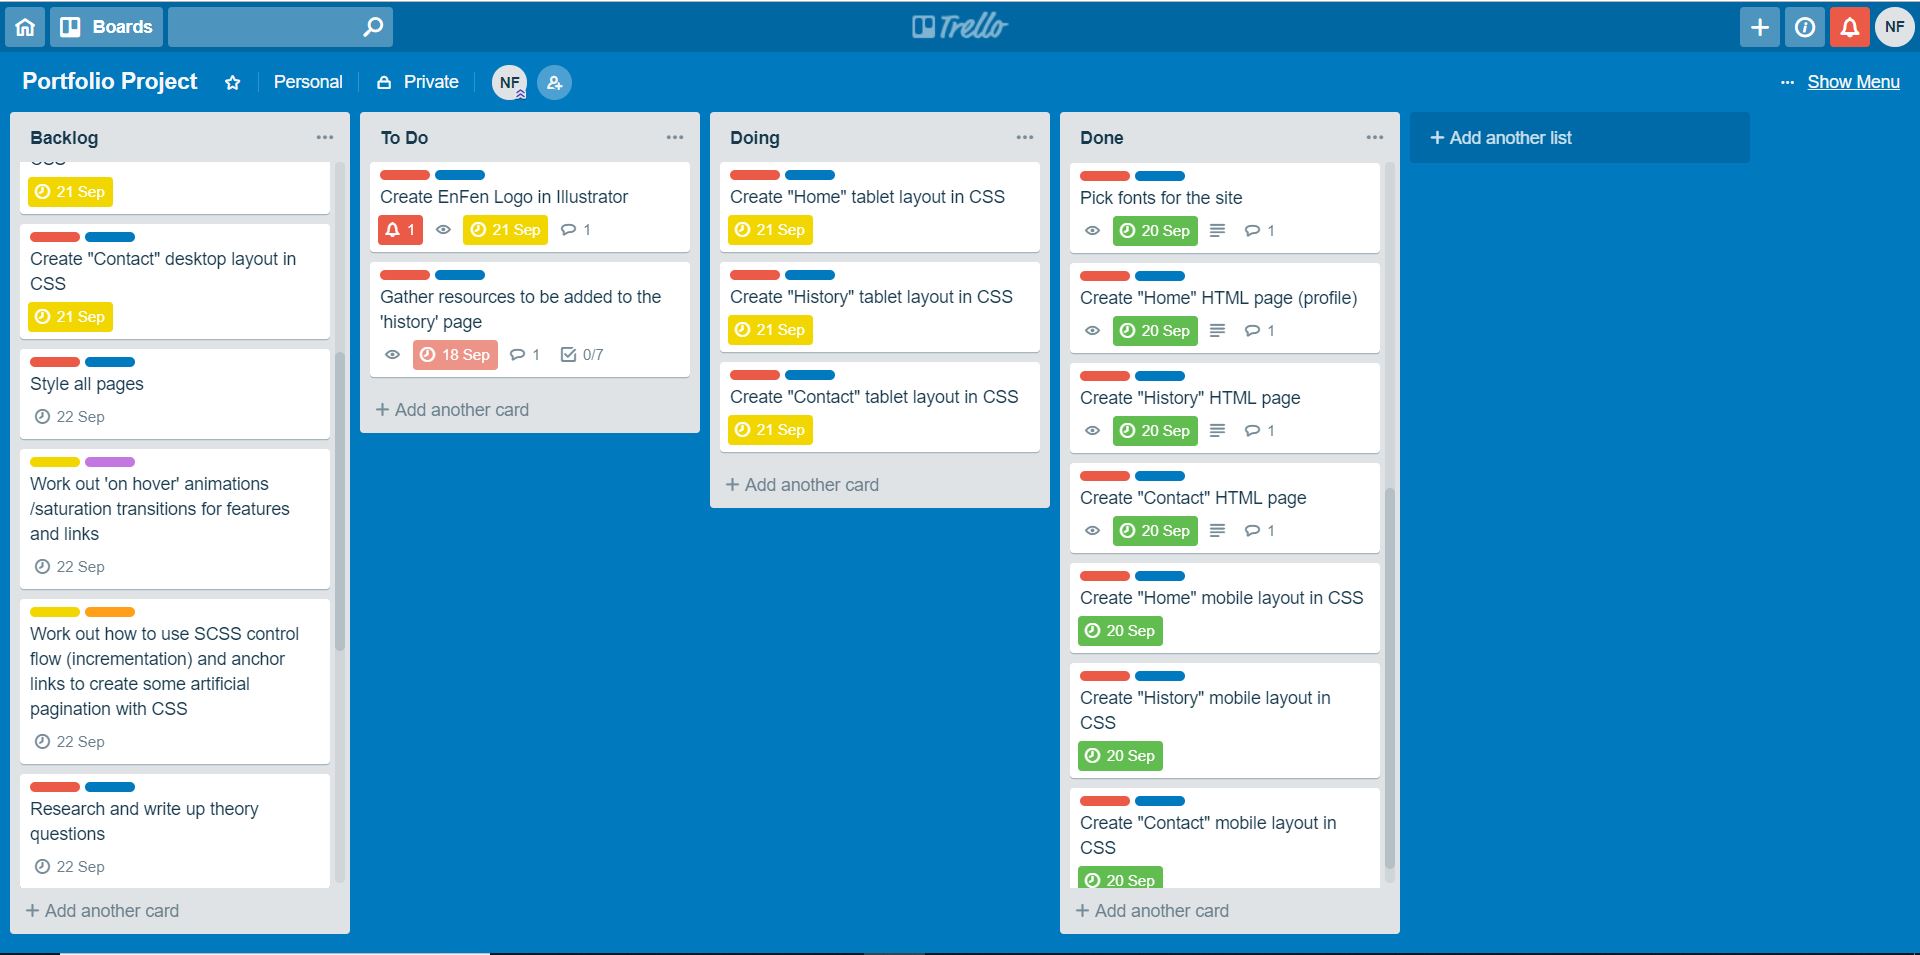 Boards
Trello
NF
Portfolio Project
Personal
Private
NF
... Show Menu
Backlog
CSS
21 Sep
Create "Contact" desktop layout in
CSS
21 Sep
Style all pages
22 Sep
Work out 'on hover' animations
/saturation transitions for features
and links
22 Sep
Work out how to use SCSS control
flow (incrementation) and anchor
links to create some artificial
pagination with CSS
22 Sep
Research and write up theory
questions
22 Sep
+ Add another card
To Do
Create EnFen Logo in Illustrator
1
21 Sep
1
Gather resources to be added to the
'history' page
18 Sep
1
0/7
+ Add another card
Doing
Create "Home" tablet layout in CSS
21 Sep
Create "History" tablet layout in CSS
21 Sep
Create "Contact" tablet layout in CSS
21 Sep
+ Add another card
Done
Pick fonts for the site
20 Sep
1
Create "Home" HTML page (profile)
20 Sep
1
Create "History" HTML page
20 Sep
1
Create "Contact" HTML page
20 Sep
1
Create "Home" mobile layout in CSS
20 Sep
Create "History" mobile layout in
CSS
20 Sep
Create "Contact" mobile layout in
CSS
20 Sep
+ Add another card
+ Add another list